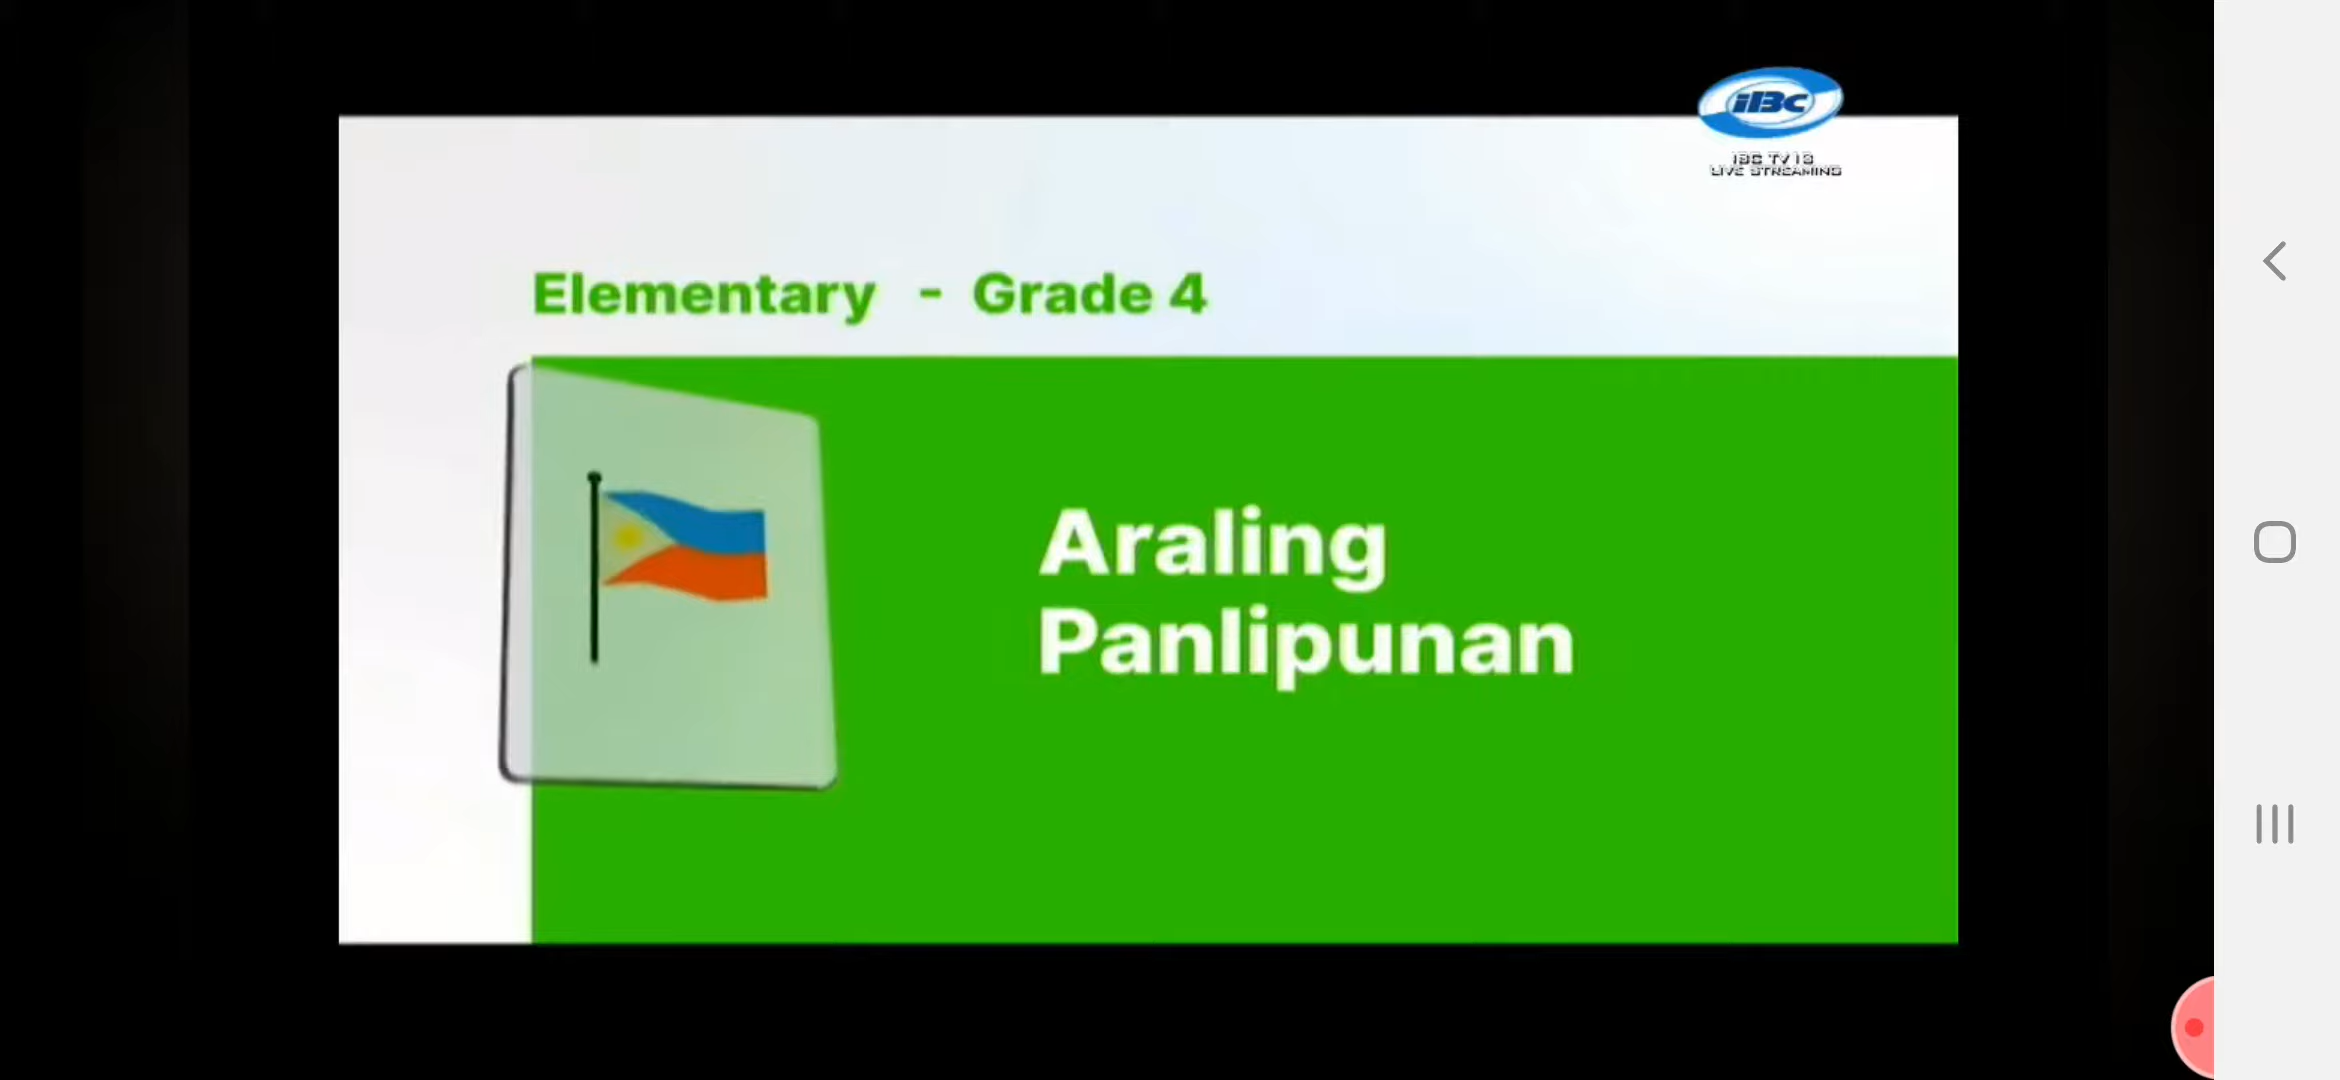 iBC
IBC TV 13
LIVE STREAMING
Elementary - Grade 4
Araling
Panlipunan